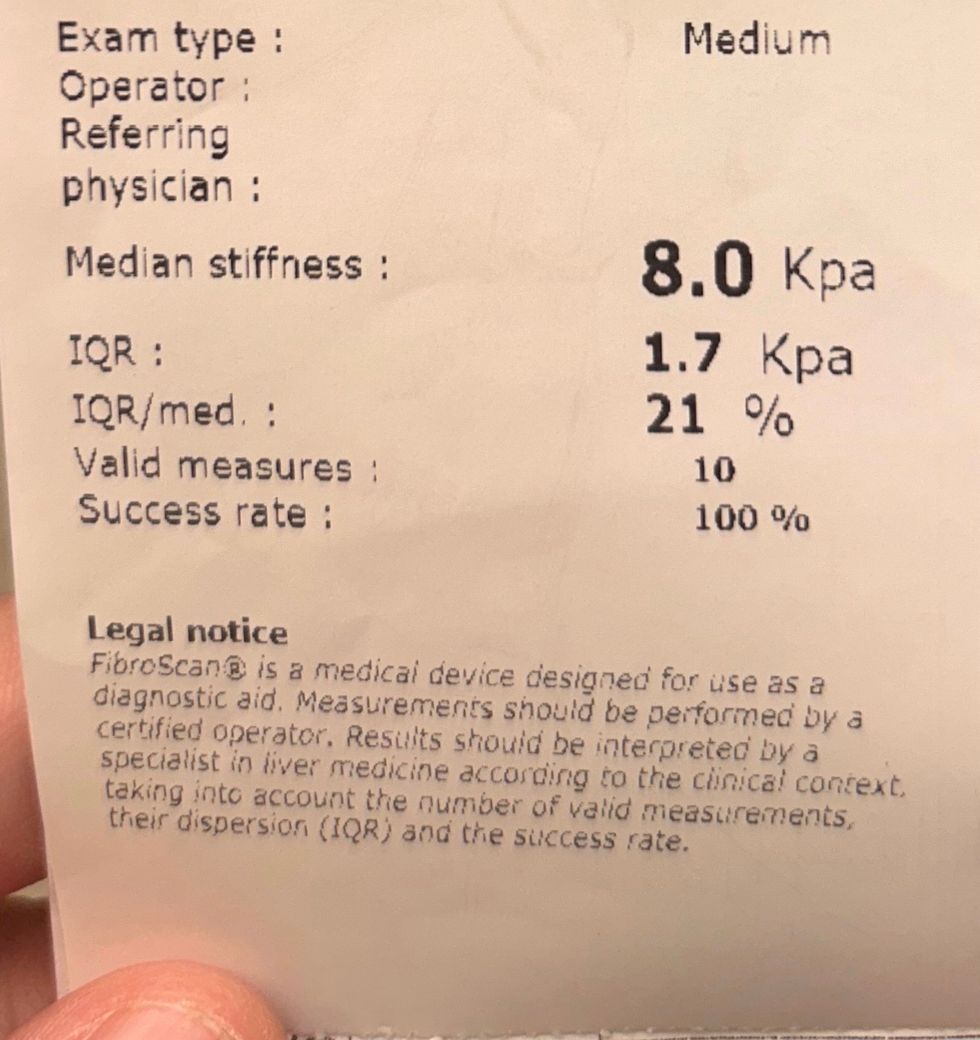 Exam type : Medium
Operator :
Referring
physician :
Median stiffness : 8.0 Kpa
IQR : 1.7 Kpa
IQR/med. : 21 %
Valid measures : 10
Success rate : 100 %
Legal notice
FibroScan® is a medical device designed for use as a
diagnostic aid. Measurements should be performed by a
certified operator. Results should be interpreted by a
specialist in liver medicine according to the clinical context,
taking into account the number of valid measurements,
their dispersion (IQR) and the success rate.